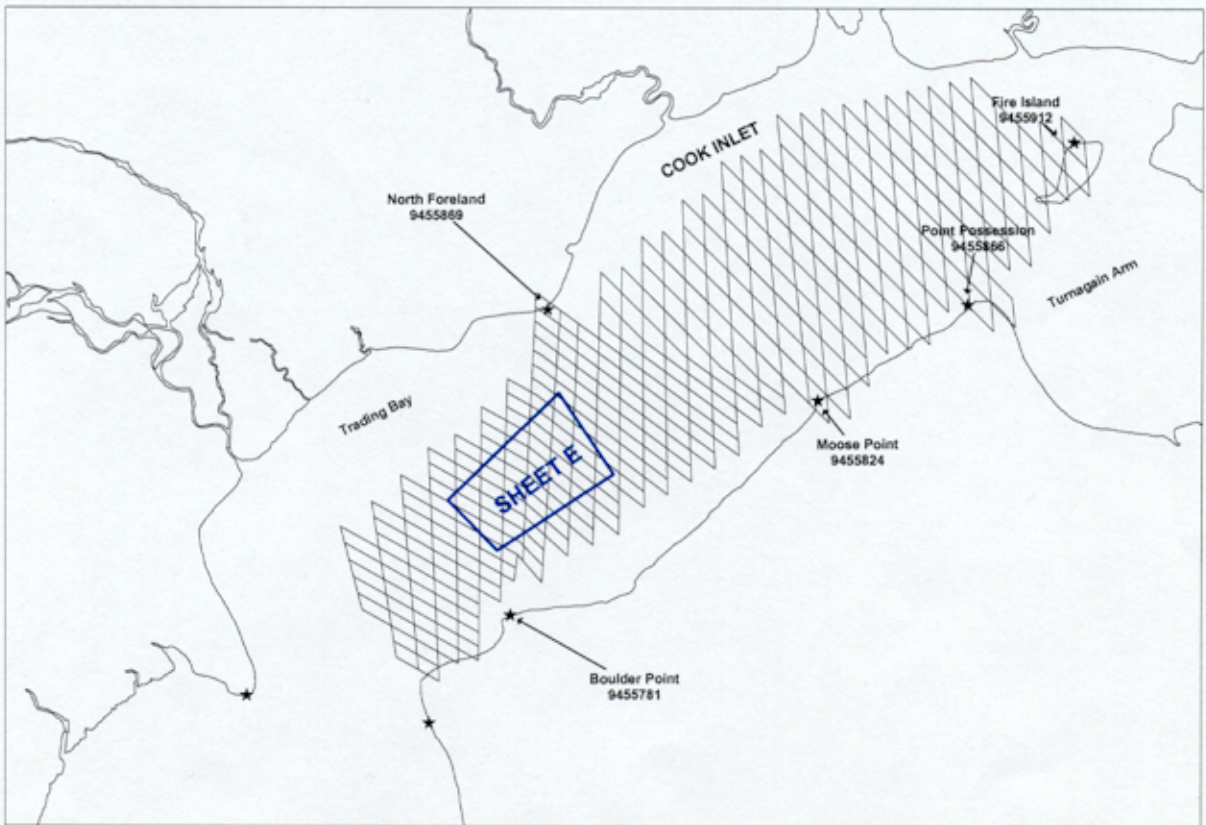 Fire Island
9455912
COOK INLET
North Foreland
9455869
Point Possession
9455866
Turnagain Arm
Trading Bay
Moose Point
9455824
SHEET E
Boulder Point
9455781